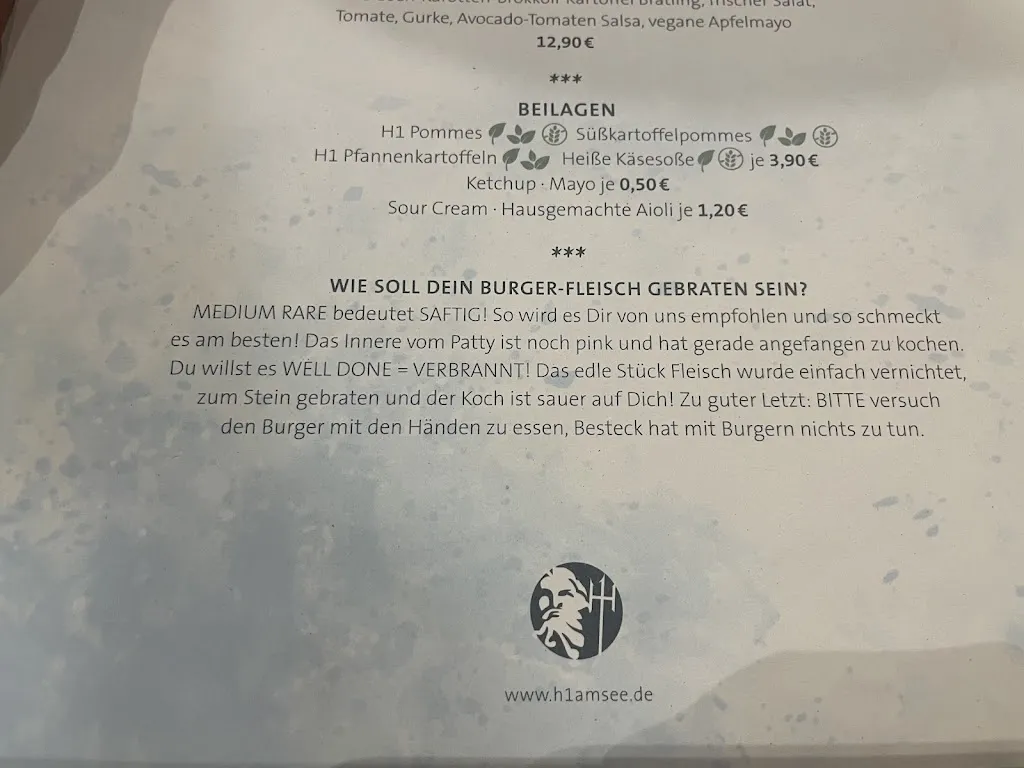 Karotten-Brokkoli-Kartoffel Bratling, frischer Salat,
Tomate, Gurke, Avocado-Tomaten Salsa, vegane Apfelmayo
12,90 €
***
BEILAGEN
H1 Pommes Süßkartoffelpommes
H1 Pfannenkartoffeln Heiße Käsesoße je 3,90 €
Ketchup · Mayo je 0,50 €
Sour Cream · Hausgemachte Aioli je 1,20 €
***
WIE SOLL DEIN BURGER-FLEISCH GEBRATEN SEIN?
MEDIUM RARE bedeutet SAFTIG! So wird es Dir von uns empfohlen und so schmeckt
es am besten! Das Innere vom Patty ist noch pink und hat gerade angefangen zu kochen.
Du willst es WELL DONE = VERBRANNT! Das edle Stück Fleisch wurde einfach vernichtet,
zum Stein gebraten und der Koch ist sauer auf Dich! Zu guter Letzt: BITTE versuch
den Burger mit den Händen zu essen, Besteck hat mit Burgern nichts zu tun.
www.h1amsee.de